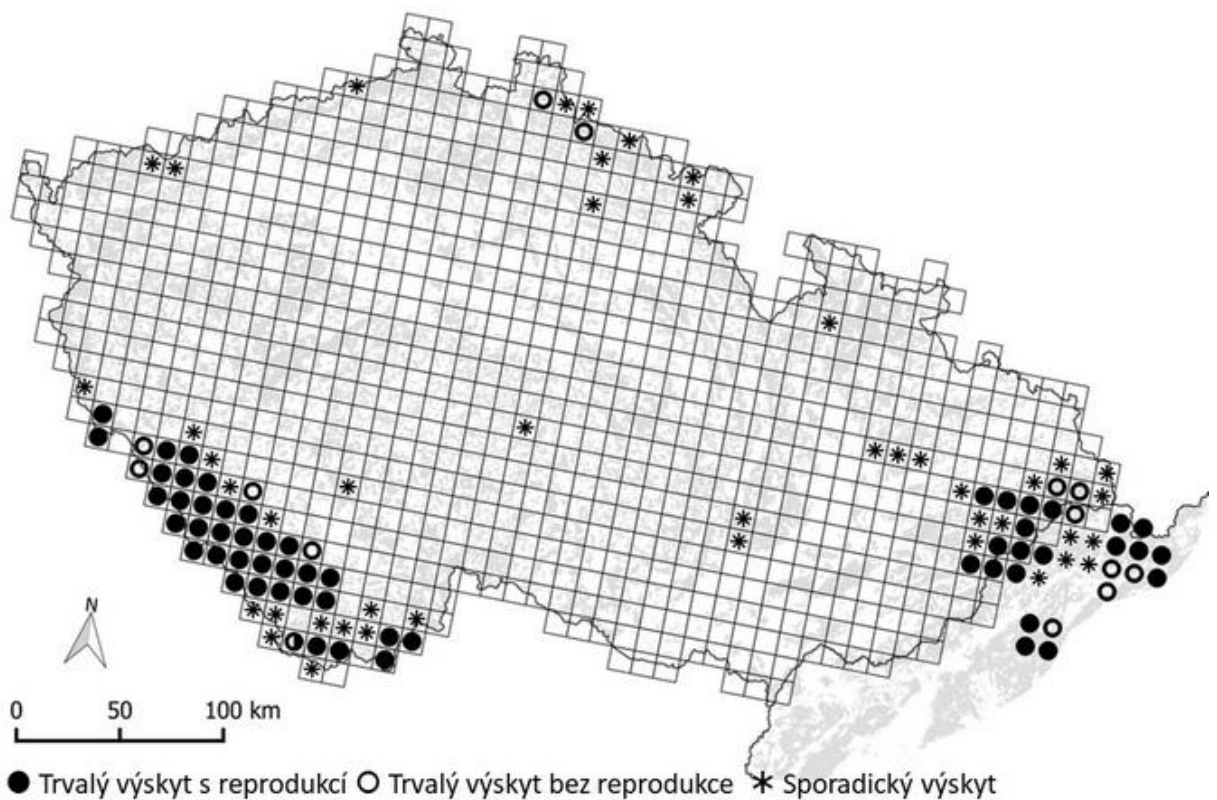 N
0 50 100 km
Trvalý výskyt s reprodukcí Trvalý výskyt bez reprodukce Sporadický výskyt